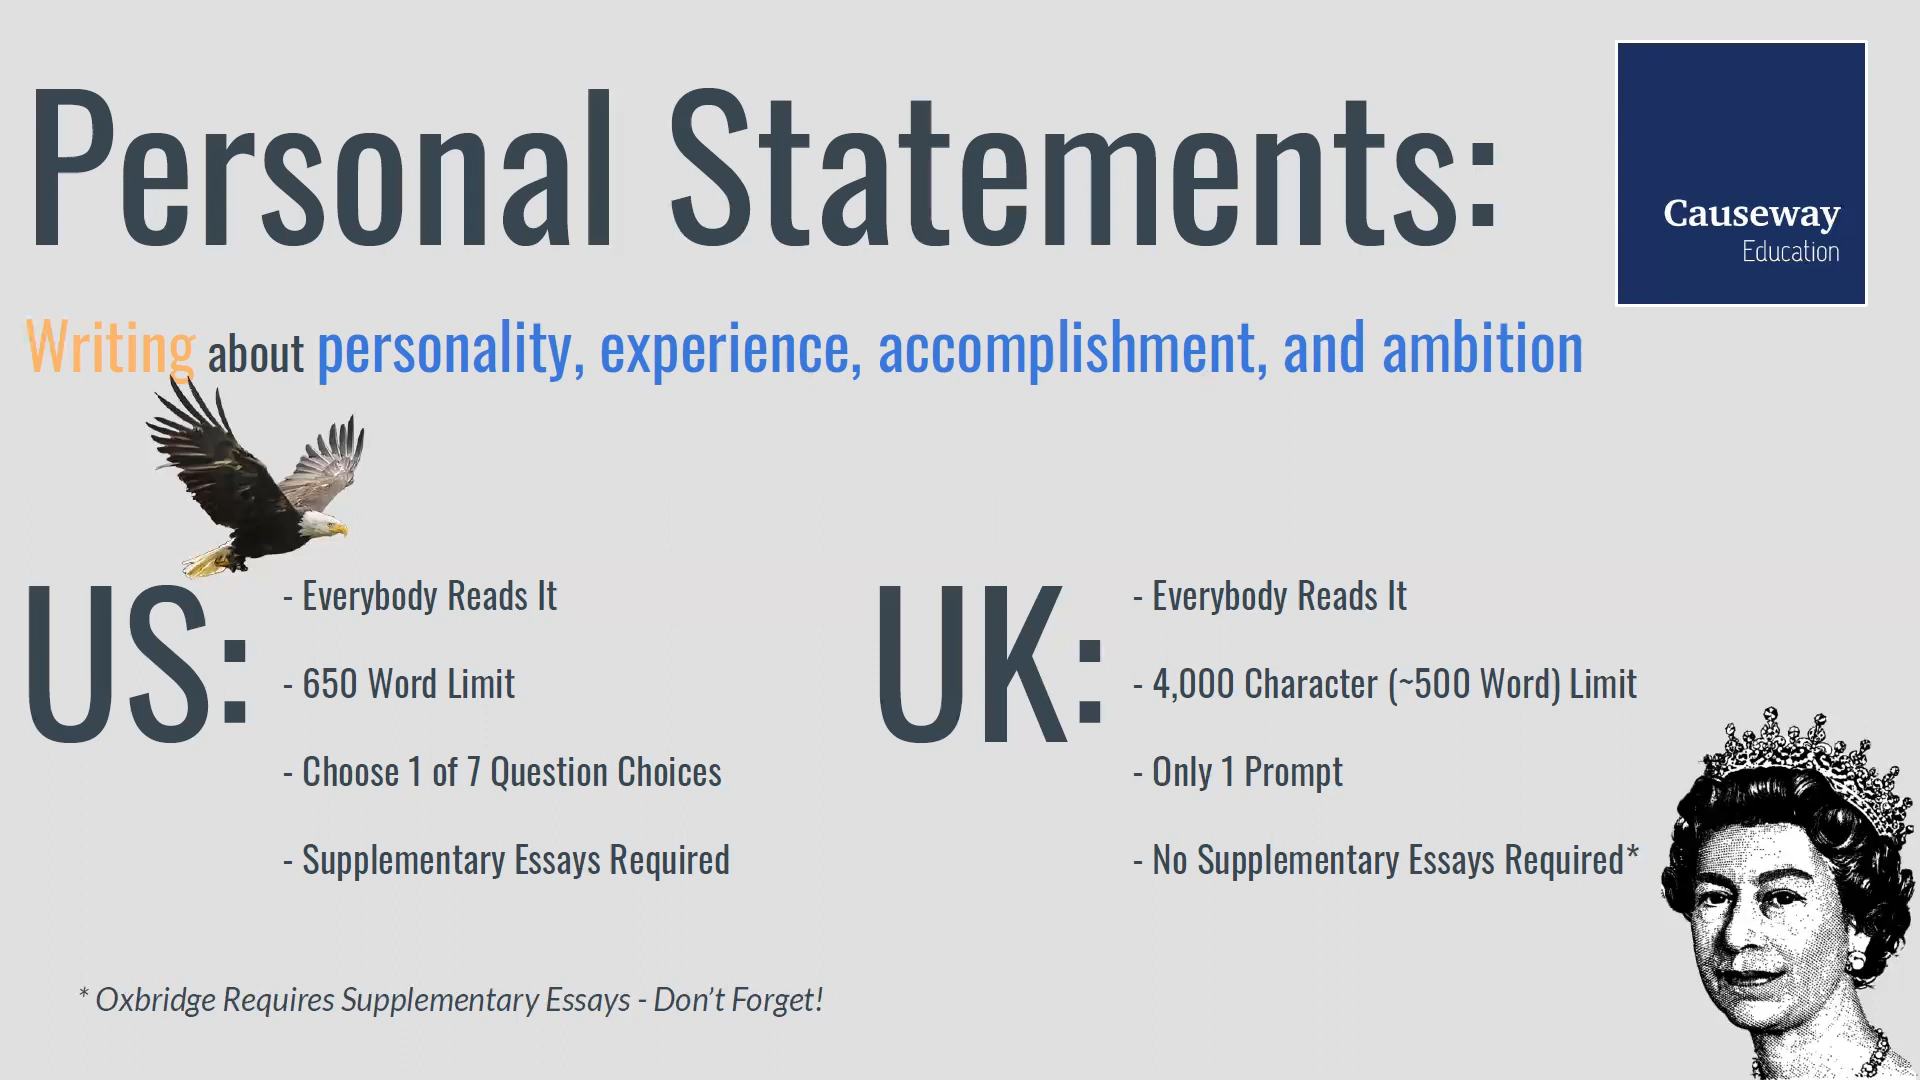 Personal Statements:
Causeway
Education
Writing about personality, experience, accomplishment, and ambition
US:
- Everybody Reads It
- 650 Word Limit
- Choose 1 of 7 Question Choices
- Supplementary Essays Required
UK:
- Everybody Reads It
- 4,000 Character (~500 Word) Limit
- Only 1 Prompt
- No Supplementary Essays Required*
* Oxbridge Requires Supplementary Essays - Don't Forget!